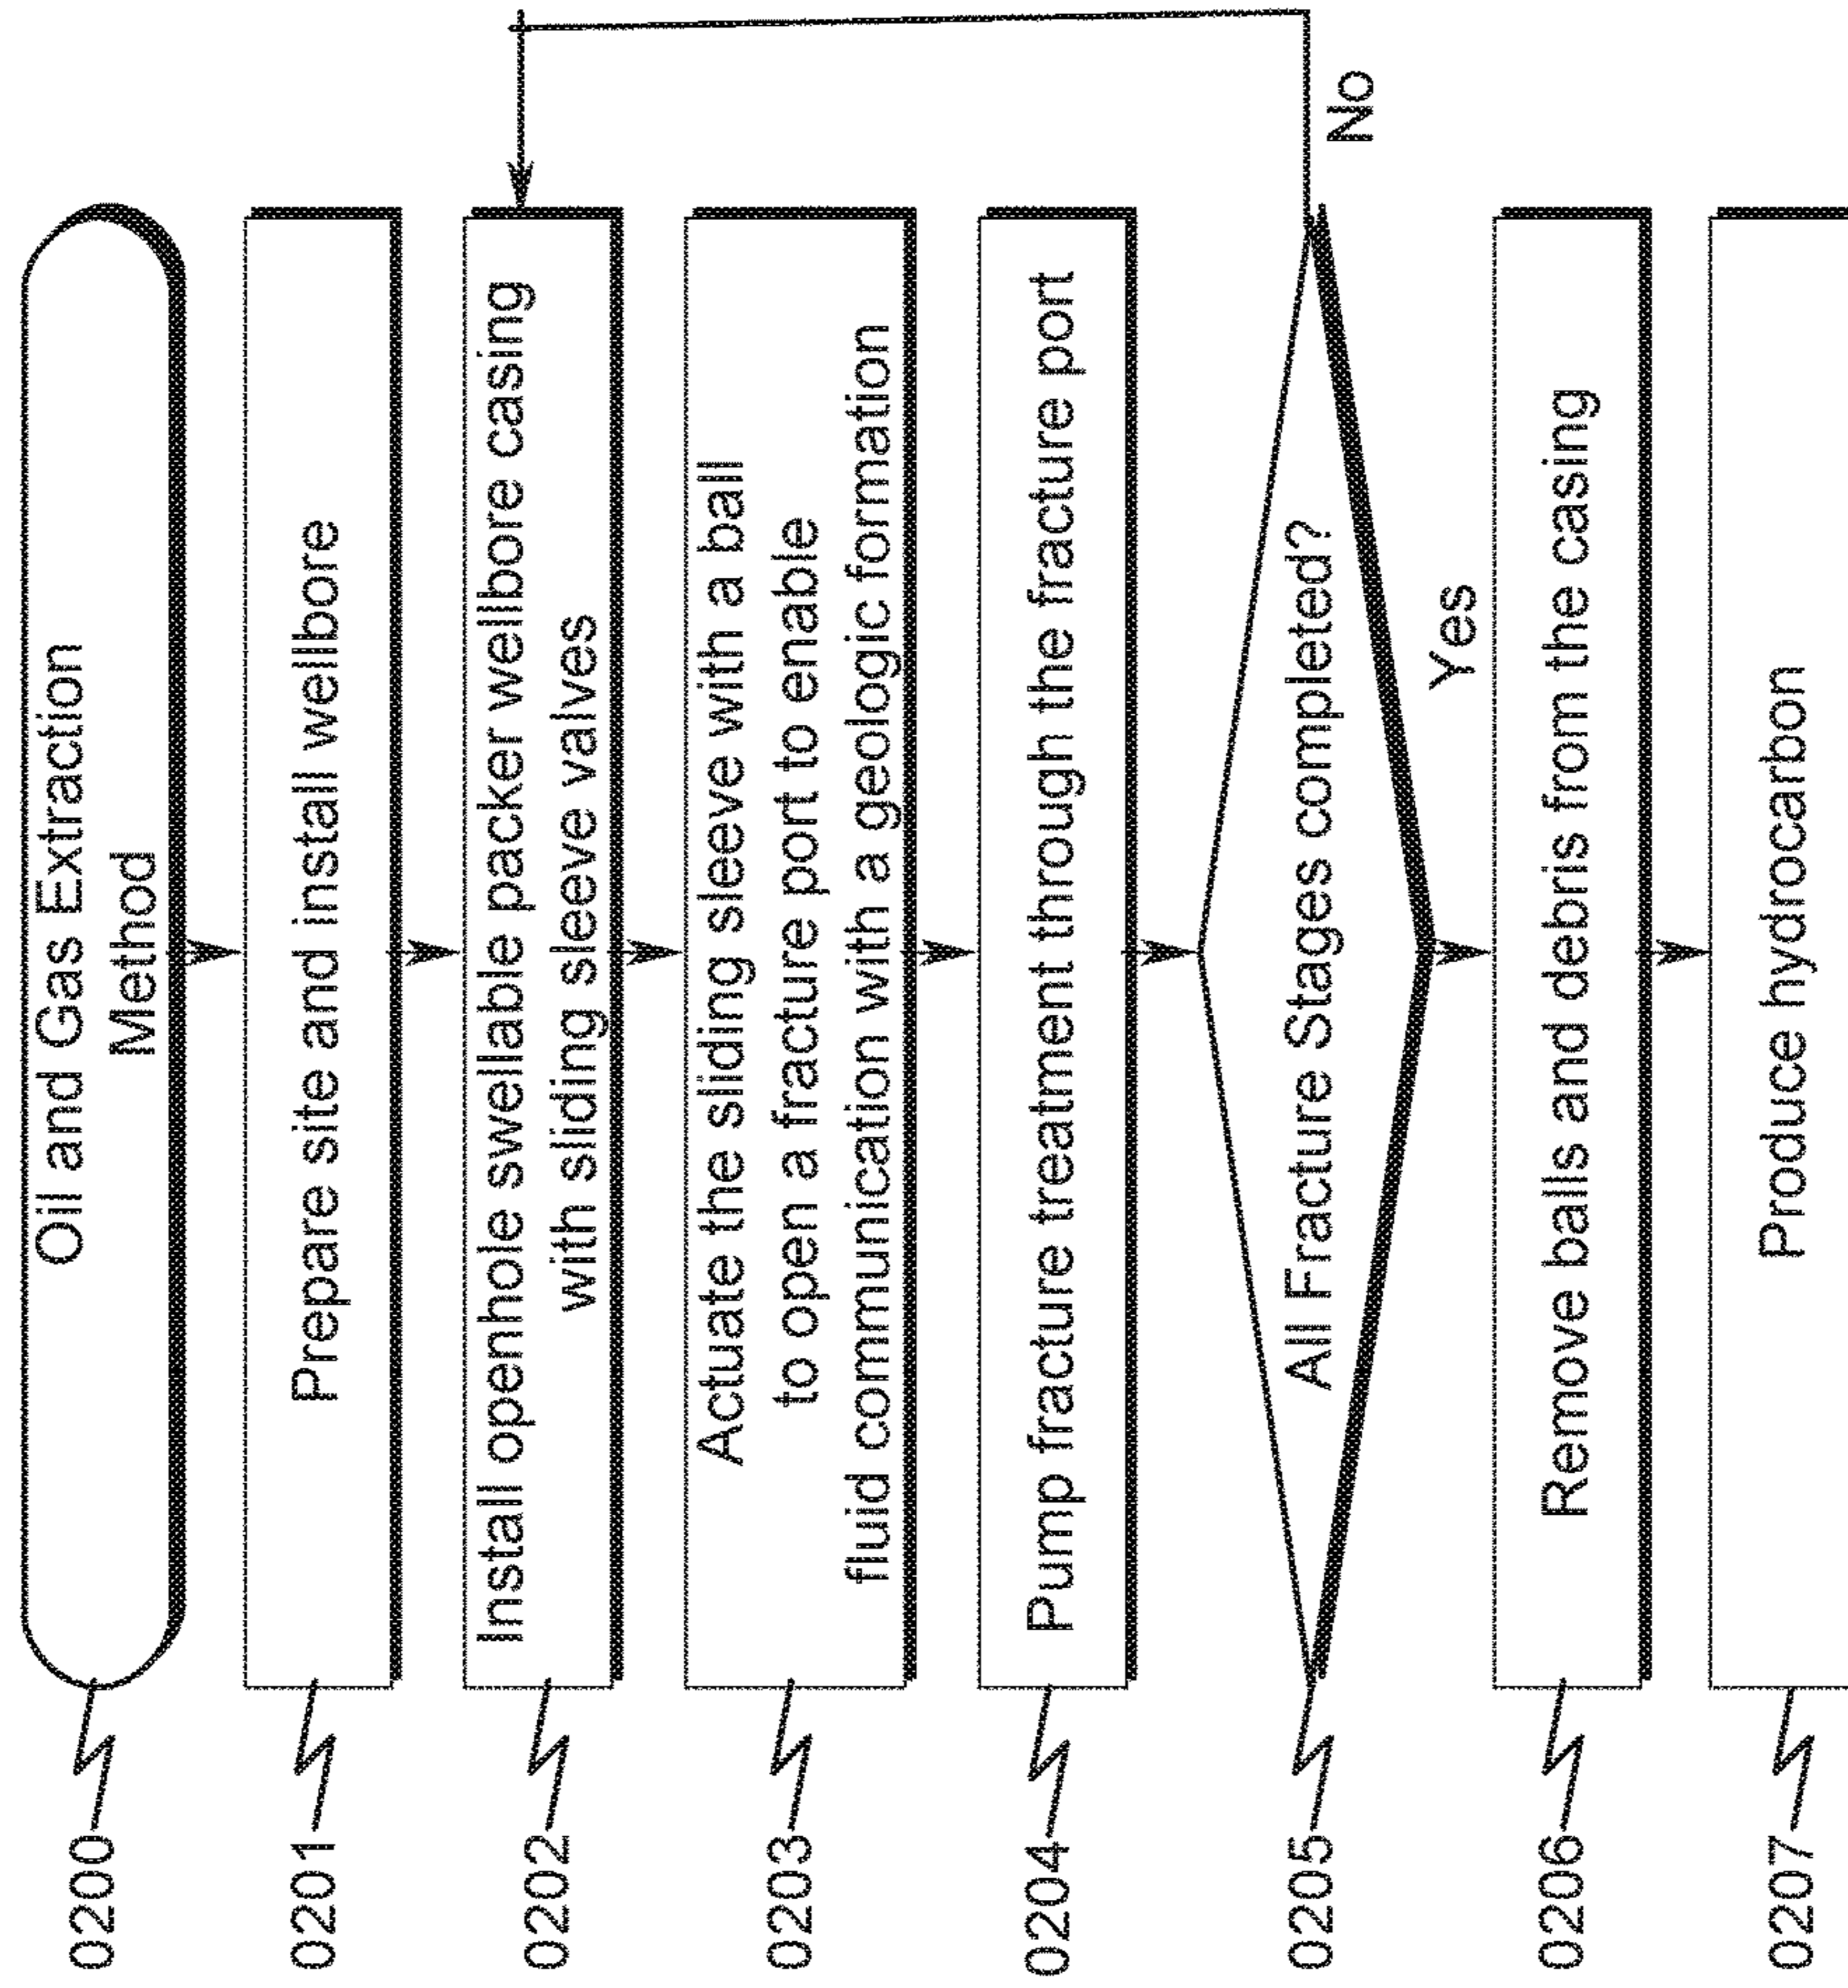 0200
Oil and Gas Extraction
Method
0201
Prepare site and install wellbore
0202
Install openhole swellable packer wellbore casing
with sliding sleeve valves
0203
Actuate the sliding sleeve with a ball
to open a fracture port to enable
fluid communication with a geologic formation
0204
Pump fracture treatment through the fracture port
0205
All Fracture Stages completed?
No
Yes
0206
Remove balls and debris from the casing
0207
Produce hydrocarbon